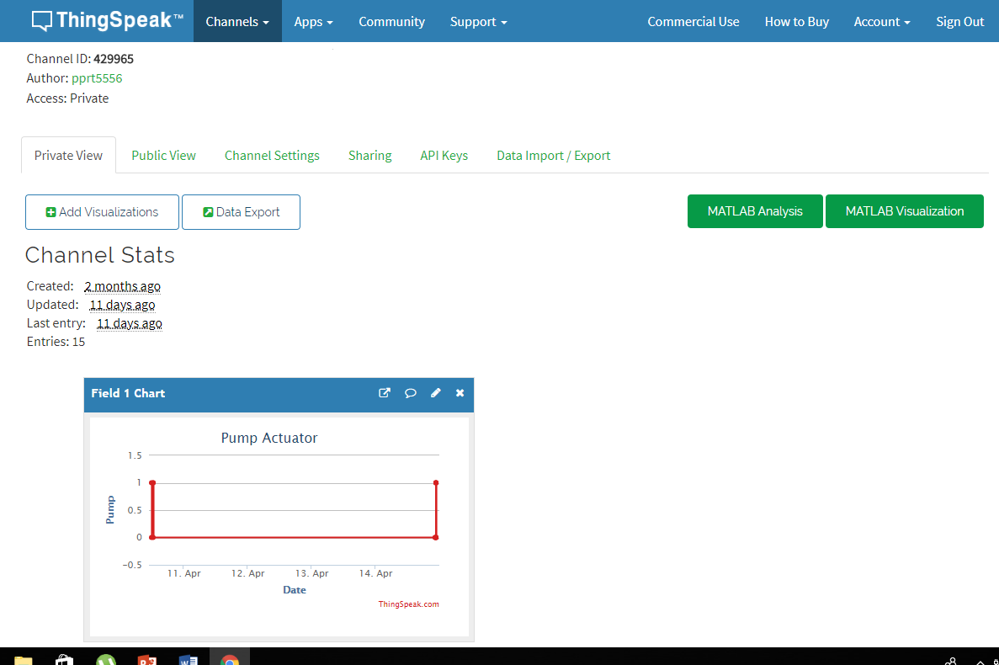 ThingSpeak™ Channels Apps Community Support Commercial Use How to Buy Account Sign Out
Channel ID: 429965
Author: pprt5556
Access: Private
Private View Public View Channel Settings Sharing API Keys Data Import / Export
Add Visualizations Data Export MATLAB Analysis MATLAB Visualization
Channel Stats
Created: 2 months ago
Updated: 11 days ago
Last entry: 11 days ago
Entries: 15
Field 1 Chart
Pump Actuator
1.5
1
0.5
0
-0.5
Pump
11. Apr 12. Apr 13. Apr 14. Apr
Date
ThingSpeak.com